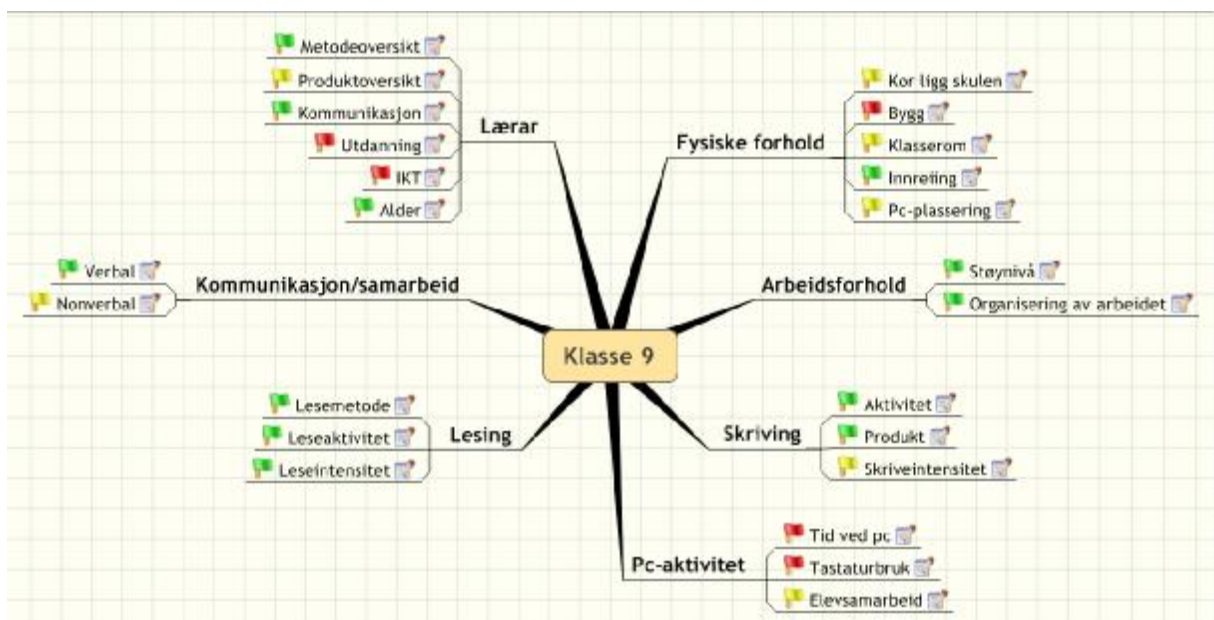 Klasse 9
Lærar
Metodeoversikt
Produktoversikt
Kommunikasjon
Utdanning
IKT
Alder
Kommunikasjon/samarbeid
Verbal
Nonverbal
Lesing
Lesemetode
Leseaktivitet
Leseintensitet
Fysiske forhold
Kor ligg skulen
Bygg
Klasserom
Innreting
Pc-plassering
Arbeidsforhold
Støynivå
Organisering av arbeidet
Skriving
Aktivitet
Produkt
Skriveintensitet
Pc-aktivitet
Tid ved pc
Tastaturbruk
Elevsamarbeid